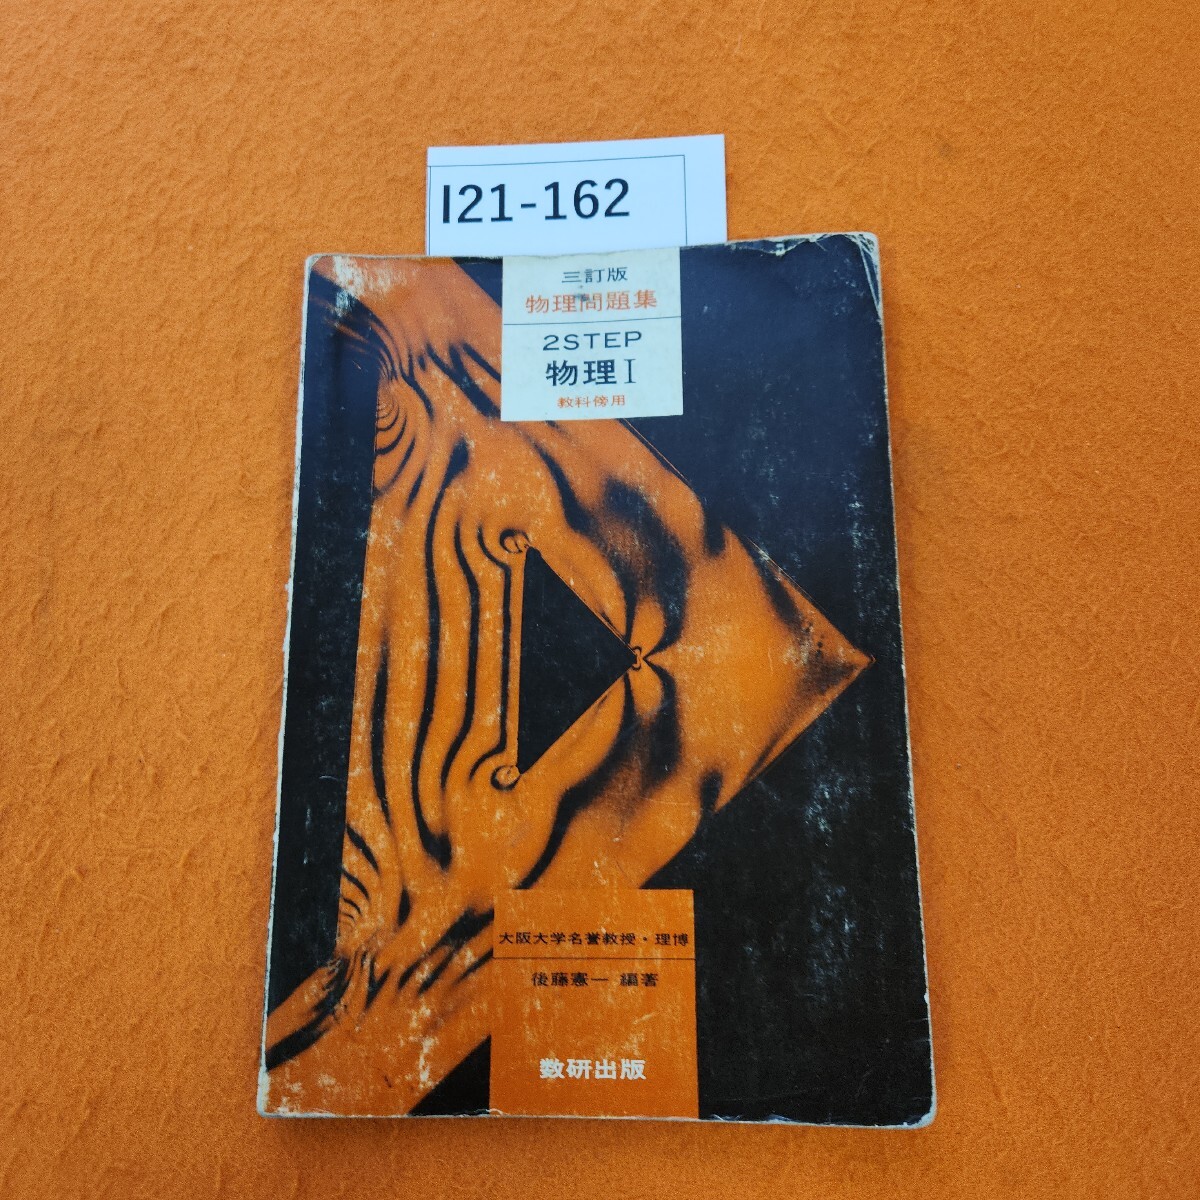 I21-162
三訂版
物理問題集
2STEP
物理I
教科傍用
大阪大学名誉教授・理博
後藤憲一 編著
数研出版